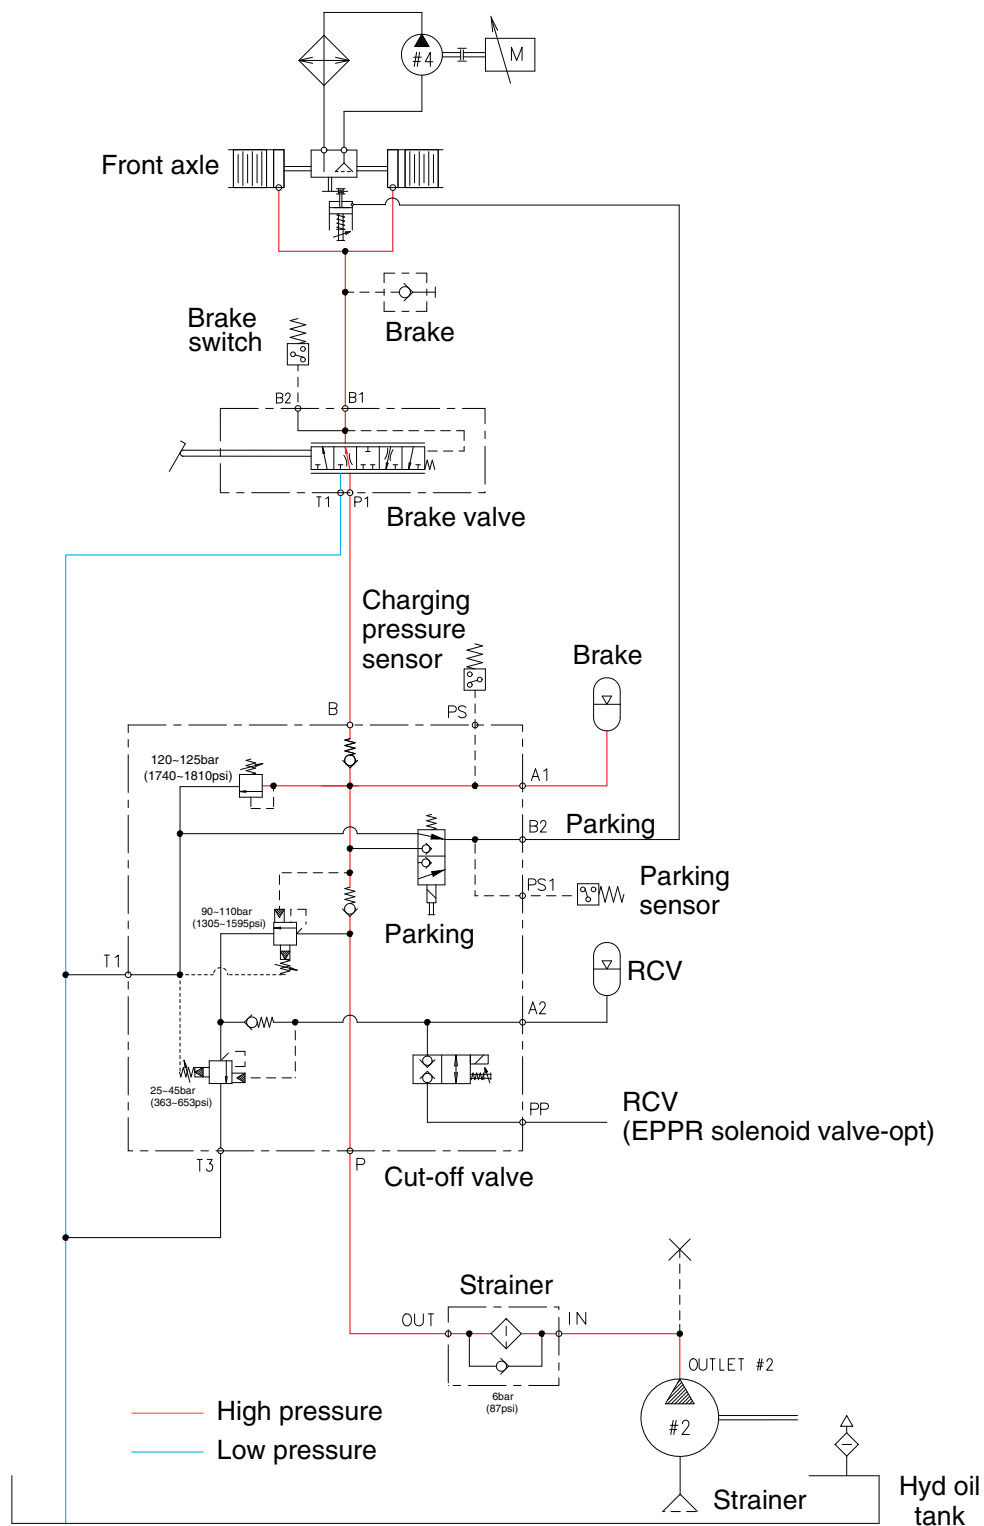 #4
M
Front axle
Brake
switch
Brake
B2
B1
T1
P1
Brake valve
Charging
pressure
sensor
Brake
B
PS
120~125bar
(1740~1810psi)
A1
B2
Parking
PS1
Parking
sensor
90~110bar
(1305~1595psi)
Parking
T1
RCV
A2
25~45bar
(363~653psi)
PP
RCV
(EPPR solenoid valve-opt)
T3
P
Cut-off valve
Strainer
OUT
IN
6bar
(87psi)
OUTLET #2
#2
High pressure
Low pressure
Strainer
Hyd oil
tank